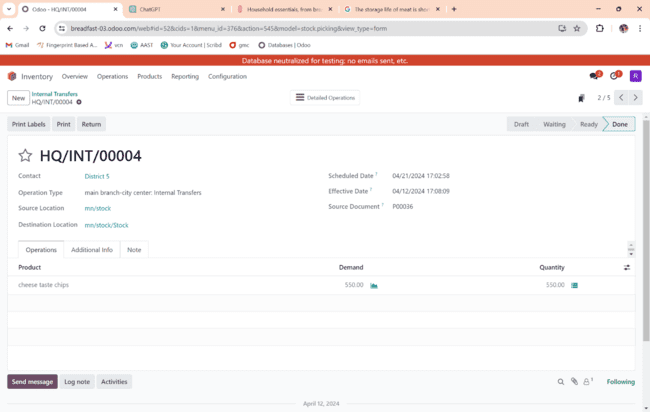 Odoo - HQ/INT/00004
ChatGPT
Household essentials, from brea
The storage life of meat is shor
breadfast-03.odoo.com/web#id=52&cids=1&menu_id=376&action=545&model=stock.picking&view_type=form
Gmail Fingerprint Based A... vcn AAST Your Account | Scribd gmc Databases | Odoo
Database neutralized for testing: no emails sent, etc.
Inventory Overview Operations Products Reporting Configuration R
New Internal Transfers
HQ/INT/00004
Detailed Operations
2 / 5
Print Labels Print Return
Draft Waiting Ready Done
HQ/INT/00004
Contact District 5
Scheduled Date ? 04/21/2024 17:02:58
Operation Type main branch-city center: Internal Transfers
Effective Date ? 04/12/2024 17:08:09
Source Location mn/stock
Source Document ? P00036
Destination Location mn/stock/Stock
Operations Additional Info Note
Product Demand Quantity
cheese taste chips 550.00 550.00
Send message Log note Activities
1 Following
April 12, 2024